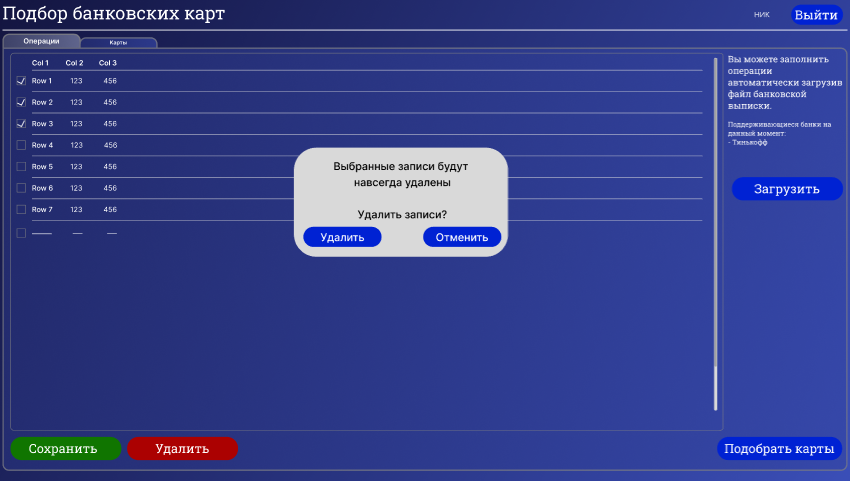 Подбор банковских карт
НИК
Выйти
Операции
Карты
Col 1 Col 2 Col 3
Row 1 123 456
Row 2 123 456
Row 3 123 456
Row 4 123 456
Row 5 123 456
Row 6 123 456
Row 7 123 456
Выбранные записи будут
навсегда удалены
Удалить записи?
Удалить
Отменить
Вы можете заполнить
операции
автоматически загрузив
файл банковской
выписки.
Поддерживающиеся банки на
данный момент:
- Тинькофф
Загрузить
Сохранить
Удалить
Подобрать карты